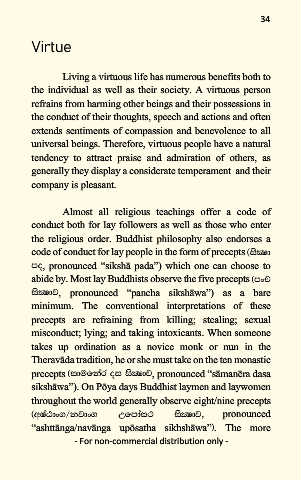 34
Virtue
Living a virtuous life has numerous benefits both to
the individual as well as their society. A virtuous person
refrains from harming other beings and their possessions in
the conduct of their thoughts, speech and actions and often
extends sentiments of compassion and benevolence to all
universal beings. Therefore, virtuous people have a natural
tendency to attract praise and admiration of others, as
generally they display a considerate temperament and their
company is pleasant.
Almost all religious teachings offer a code of
conduct both for lay followers as well as those who enter
the religious order. Buddhist philosophy also endorses a
code of conduct for lay people in the form of precepts (සික්ෂා
පද, pronounced “sikshā pada”) which one can choose to
abide by. Most lay Buddhists observe the five precepts (පංච
සික්ෂාව, pronounced “pancha sikshāwa”) as a bare
minimum. The conventional interpretations of these
precepts are refraining from killing; stealing; sexual
misconduct; lying; and taking intoxicants. When someone
takes up ordination as a novice monk or nun in the
Theravāda tradition, he or she must take on the ten monastic
precepts (සාමනේර දස සික්ෂාව, pronounced “sāmanēra dasa
sikshāwa”). On Pōya days Buddhist laymen and laywomen
throughout the world generally observe eight/nine precepts
(අෂ්ඨාංග/නවාංග උපෝසථ සික්ෂාව, pronounced
“ashttānga/navānga upōsatha sikhshāwa”). The more
- For non-commercial distribution only -